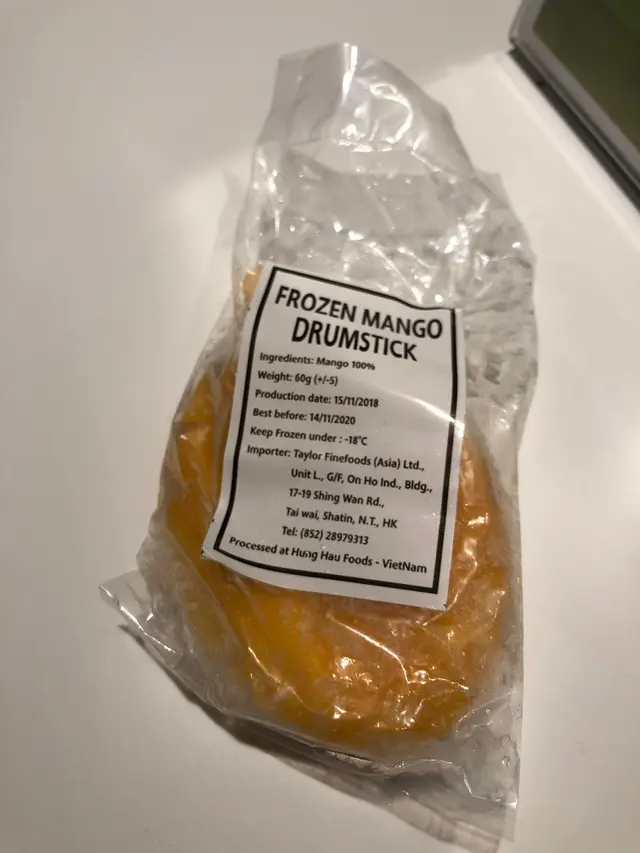 FROZEN MANGO
DRUMSTICK
Ingredients: Mango 100%
Weight: 60g (+/-5)
Production date: 15/11/2018
Best before: 14/11/2020
Keep Frozen under : -18°C
Importer: Taylor Finefoods (Asia) Ltd.,
Unit L., G/F, On Ho Ind., Bldg.,
17-19 Shing Wan Rd.,
Tai wai, Shatin, N.T., HK
Tel: (852) 28979313
Processed at Hung Hau Foods - VietNam